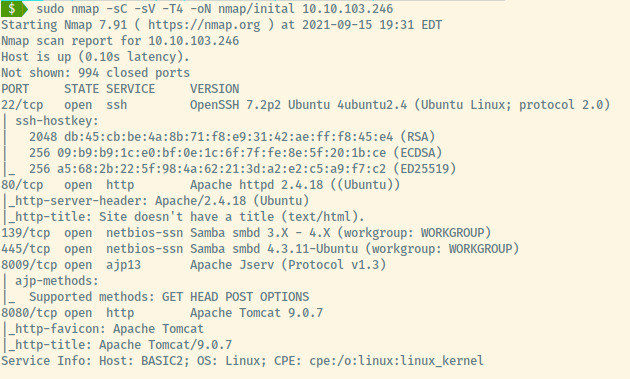 $ sudo nmap -sC -sV -T4 -oN nmap/inital 10.10.103.246
Starting Nmap 7.91 ( https://nmap.org ) at 2021-09-15 19:31 EDT
Nmap scan report for 10.10.103.246
Host is up (0.10s latency).
Not shown: 994 closed ports
PORT     STATE SERVICE     VERSION
22/tcp   open  ssh         OpenSSH 7.2p2 Ubuntu 4ubuntu2.4 (Ubuntu Linux; protocol 2.0)
| ssh-hostkey:
|   2048 db:45:cb:be:4a:8b:71:f8:e9:31:42:ae:ff:f8:45:e4 (RSA)
|   256 09:b9:b9:1c:e0:bf:0e:1c:6f:7f:fe:8e:5f:20:1b:ce (ECDSA)
|_  256 a5:68:2b:22:5f:98:4a:62:21:3d:a2:e2:c5:a9:f7:c2 (ED25519)
80/tcp   open  http        Apache httpd 2.4.18 ((Ubuntu))
|_http-server-header: Apache/2.4.18 (Ubuntu)
|_http-title: Site doesn't have a title (text/html).
139/tcp  open  netbios-ssn Samba smbd 3.X - 4.X (workgroup: WORKGROUP)
445/tcp  open  netbios-ssn Samba smbd 4.3.11-Ubuntu (workgroup: WORKGROUP)
8009/tcp open  ajp13       Apache Jserv (Protocol v1.3)
| ajp-methods:
|_  Supported methods: GET HEAD POST OPTIONS
8080/tcp open  http        Apache Tomcat 9.0.7
|_http-favicon: Apache Tomcat
|_http-title: Apache Tomcat/9.0.7
Service Info: Host: BASIC2; OS: Linux; CPE: cpe:/o:linux:linux_kernel